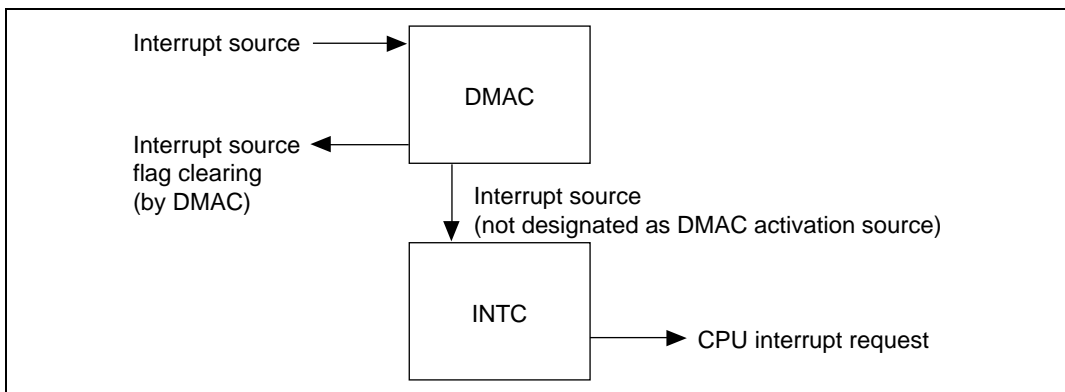 Interrupt source
DMAC
Interrupt source
flag clearing
(by DMAC)
Interrupt source
(not designated as DMAC activation source)
INTC
CPU interrupt request